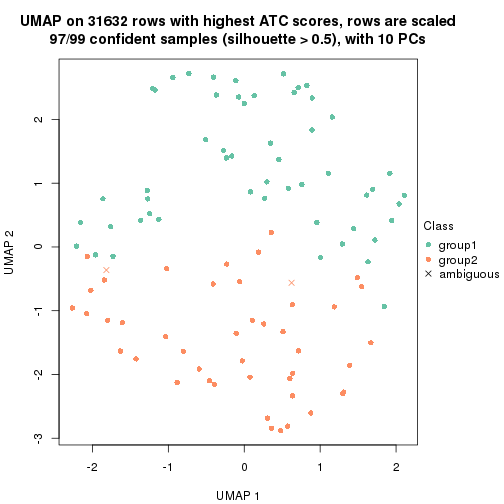 UMAP on 31632 rows with highest ATC scores, rows are scaled
97/99 confident samples (silhouette > 0.5), with 10 PCs
2
1
0
-1
-2
-3
UMAP 2
-2
-1
0
1
2
UMAP 1
Class
group1
group2
ambiguous